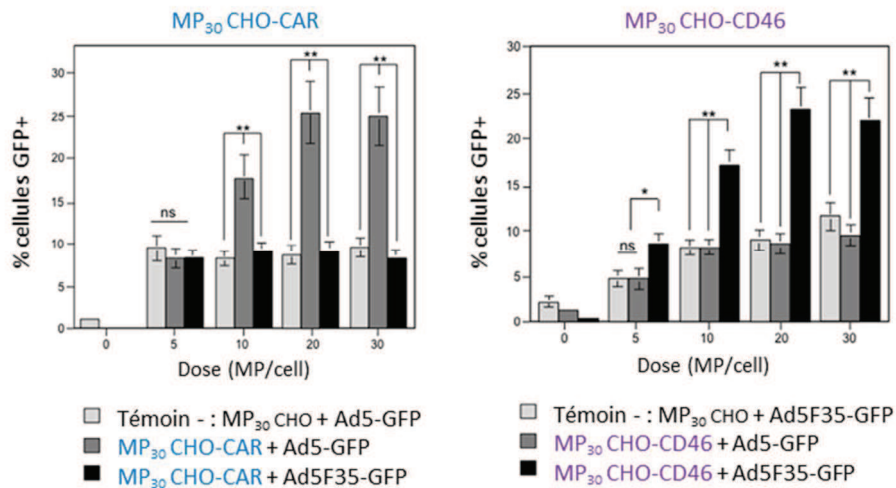 MP30 CHO-CAR
% cellules GFP+
30
25
20
15
10
5
0
ns
**
**
**
0 5 10 20 30
Dose (MP/cell)
Témoin - : MP30 CHO + Ad5-GFP
MP30 CHO-CAR + Ad5-GFP
MP30 CHO-CAR + Ad5F35-GFP
MP30 CHO-CD46
% cellules GFP+
30
25
20
15
10
5
0
ns
*
**
**
**
0 5 10 20 30
Dose (MP/cell)
Témoin - : MP30 CHO + Ad5F35-GFP
MP30 CHO-CD46 + Ad5-GFP
MP30 CHO-CD46 + Ad5F35-GFP